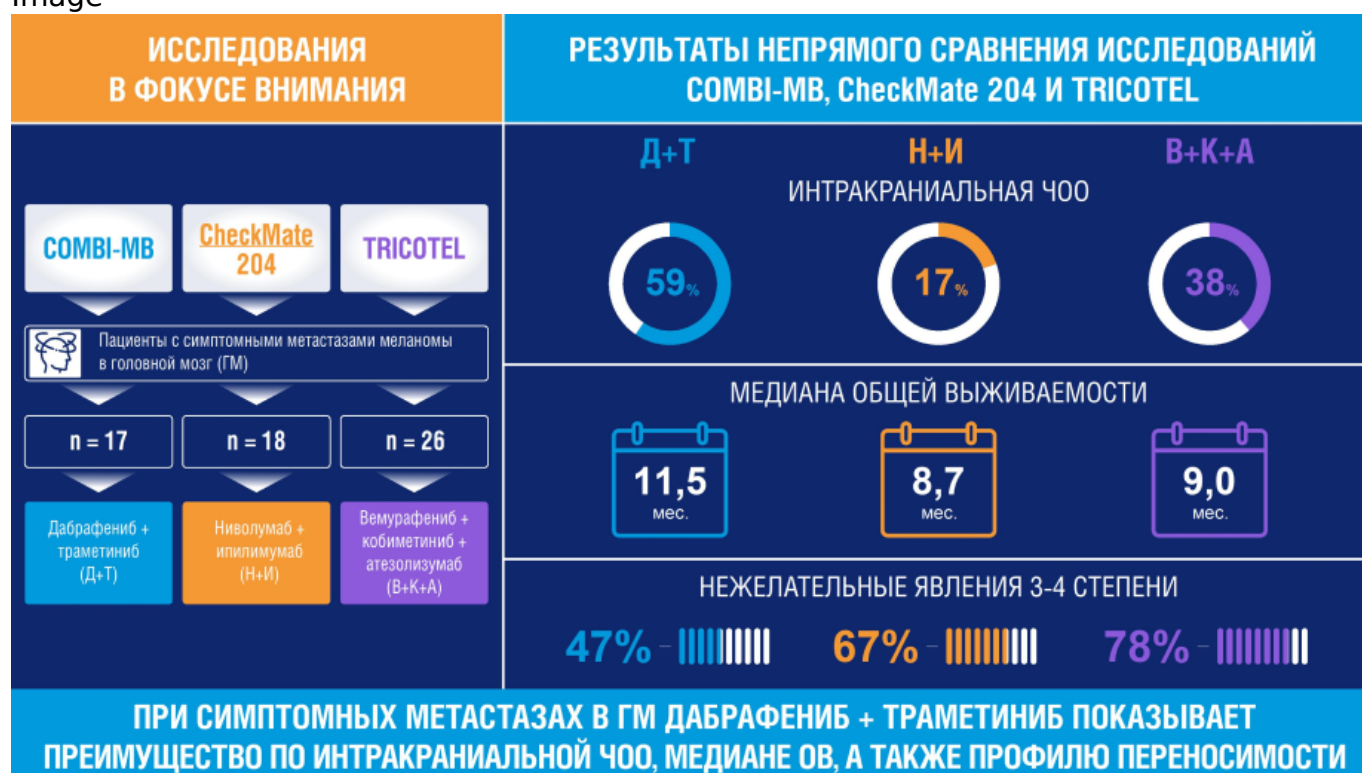 Image
ИССЛЕДОВАНИЯ
В ФОКУСЕ ВНИМАНИЯ
COMBI-MB
CheckMate
204
TRICOTEL
Пациенты с симптомными метастазами меланомы
в головной мозг (ГМ)
n = 17
n = 18
n = 26
Дабрафениб +
траметиниб
(Д+Т)
Ниволумаб +
ипилимумаб
(Н+И)
Вемурафениб +
кобиметиниб +
атезолизумаб
(В+К+А)
РЕЗУЛЬТАТЫ НЕПРЯМОГО СРАВНЕНИЯ ИССЛЕДОВАНИЙ
COMBI-MB, CheckMate 204 И TRICOTEL
Д+Т
Н+И
В+К+А
ИНТРАКРАНИАЛЬНАЯ ЧОО
59%
17%
38%
МЕДИАНА ОБЩЕЙ ВЫЖИВАЕМОСТИ
11,5
мес.
8,7
мес.
9,0
мес.
НЕЖЕЛАТЕЛЬНЫЕ ЯВЛЕНИЯ 3-4 СТЕПЕНИ
47% –
67% –
78% –
ПРИ СИМПТОМНЫХ МЕТАСТАЗАХ В ГМ ДАБРАФЕНИБ + ТРАМЕТИНИБ ПОКАЗЫВАЕТ
ПРЕИМУЩЕСТВО ПО ИНТРАКРАНИАЛЬНОЙ ЧОО, МЕДИАНЕ ОВ, А ТАКЖЕ ПРОФИЛЮ ПЕРЕНОСИМОСТИ